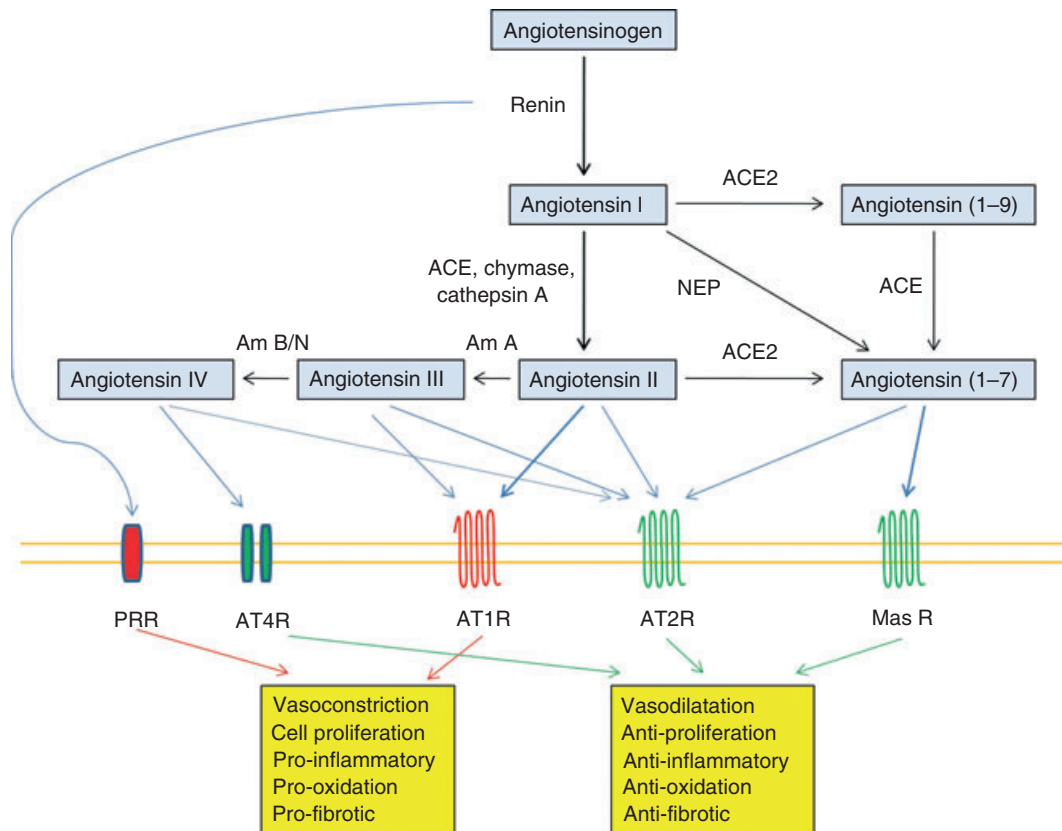 Angiotensinogen
Renin
ACE2
Angiotensin I
Angiotensin (1–9)
ACE, chymase,
cathepsin A
NEP
ACE
Am B/N
Am A
ACE2
Angiotensin IV
Angiotensin III
Angiotensin II
Angiotensin (1–7)
PRR
AT4R
AT1R
AT2R
Mas R
Vasoconstriction
Cell proliferation
Pro-inflammatory
Pro-oxidation
Pro-fibrotic
Vasodilatation
Anti-proliferation
Anti-inflammatory
Anti-oxidation
Anti-fibrotic